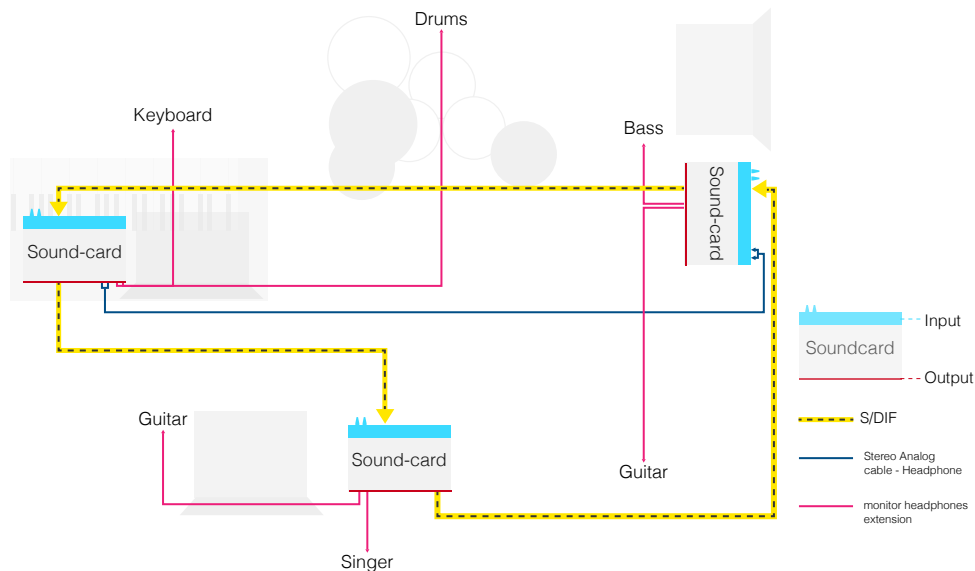 Drums
Keyboard
Bass
Sound-card
Sound-card
Input
Soundcard
Output
Guitar
S/DIF
Sound-card
Stereo Analog
cable - Headphone
Guitar
monitor headphones
extension
Singer